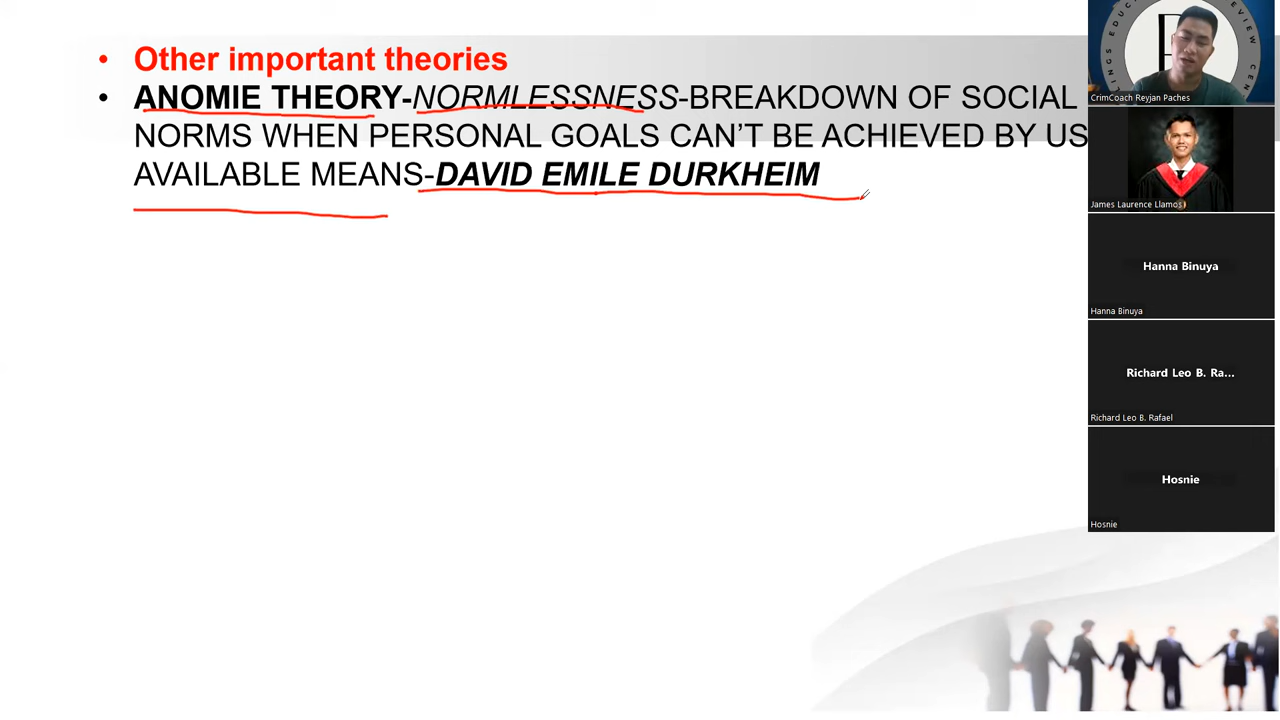 Other important theories
ANOMIE THEORY-NORMLESSNESS-BREAKDOWN OF SOCIAL
NORMS WHEN PERSONAL GOALS CAN’T BE ACHIEVED BY US
AVAILABLE MEANS-DAVID EMILE DURKHEIM
CrimCoach Reyjan Paches
James Laurence Llamos
Hanna Binuya
Hanna Binuya
Richard Leo B. Ra...
Richard Leo B. Rafael
Hosnie
Hosnie